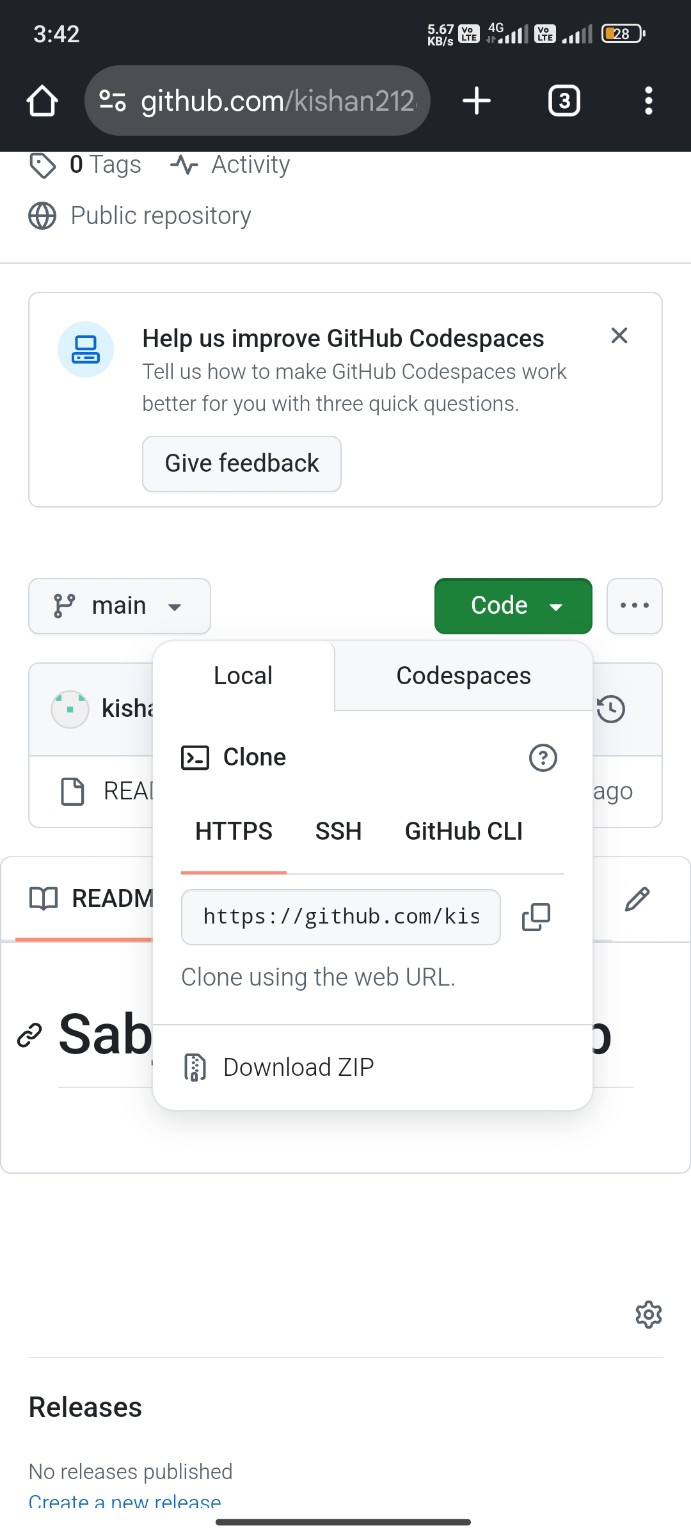 3:42
5.67 KB/s Vo LTE 4G Vo LTE 28
github.com/kishan212
3
0 Tags Activity
Public repository
Help us improve GitHub Codespaces
Tell us how to make GitHub Codespaces work
better for you with three quick questions.
Give feedback
main
Code
Local
Codespaces
kisha
Clone
REA
ago
HTTPS SSH GitHub CLI
READM
https://github.com/kis
Clone using the web URL.
Sab
Download ZIP
Releases
No releases published
Create a new release